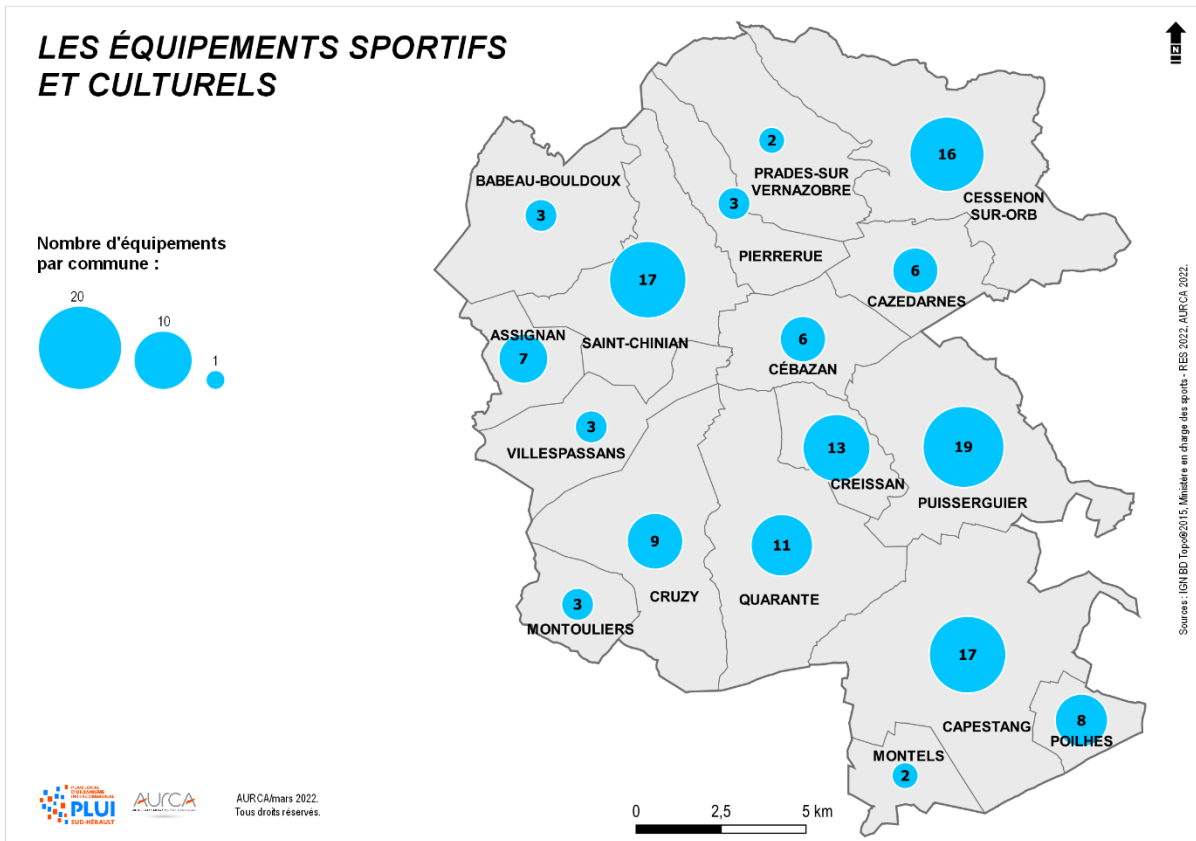 LES ÉQUIPEMENTS SPORTIFS
ET CULTURELS
Nombre d'équipements
par commune :
20
10
1
2
PRADES-SUR
VERNAZOBRE
16
CESSENON
SUR-ORB
BABEAU-BOULDOUX
3
3
PIERRERUE
17
SAINT-CHINIAN
6
CAZEDARNES
ASSIGNAN
7
6
CÉBAZAN
3
VILLESPASSANS
13
CREISSAN
19
PUISSERGUIER
9
CRUZY
11
QUARANTE
3
MONTOULIERS
17
CAPESTANG
8
POILHES
MONTELS
2
0 2,5 5 km
N
Sources : IGN BD Topo®2015, Ministère en charge des sports - RES 2022, AURCA 2022.
PLAN LOCAL
D'URBANISME
INTERCOMMUNAL
PLUI
SUD-HÉRAULT
AURCA
AURCA/mars 2022.
Tous droits réservés.